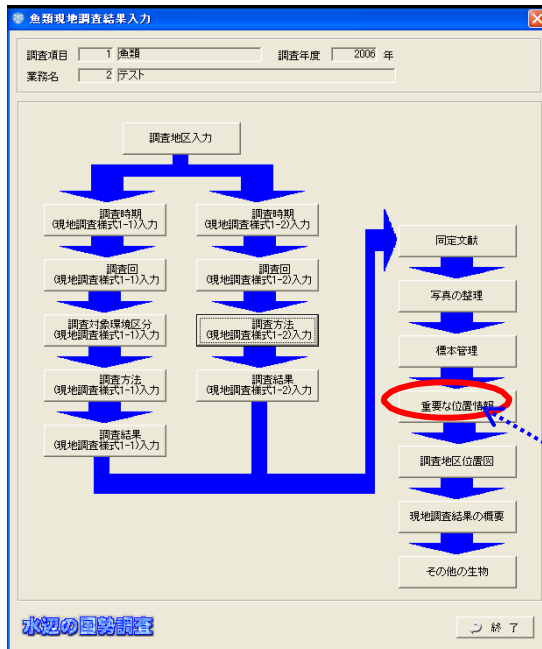 魚類現地調査結果入力
調査項目 1 魚類 調査年度 2006 年
業務名 2 テスト
調査地区入力
調査時期
(現地調査様式1-1)入力
調査回
(現地調査様式1-1)入力
調査対象環境区分
(現地調査様式1-1)入力
調査方法
(現地調査様式1-1)入力
調査結果
(現地調査様式1-1)入力
調査時期
(現地調査様式1-2)入力
調査回
(現地調査様式1-2)入力
調査方法
(現地調査様式1-2)入力
調査結果
(現地調査様式1-2)入力
同定文献
写真の整理
標本管理
重要な位置情報
調査地区位置図
現地調査結果の概要
その他の生物
水辺の国勢調査
終 了